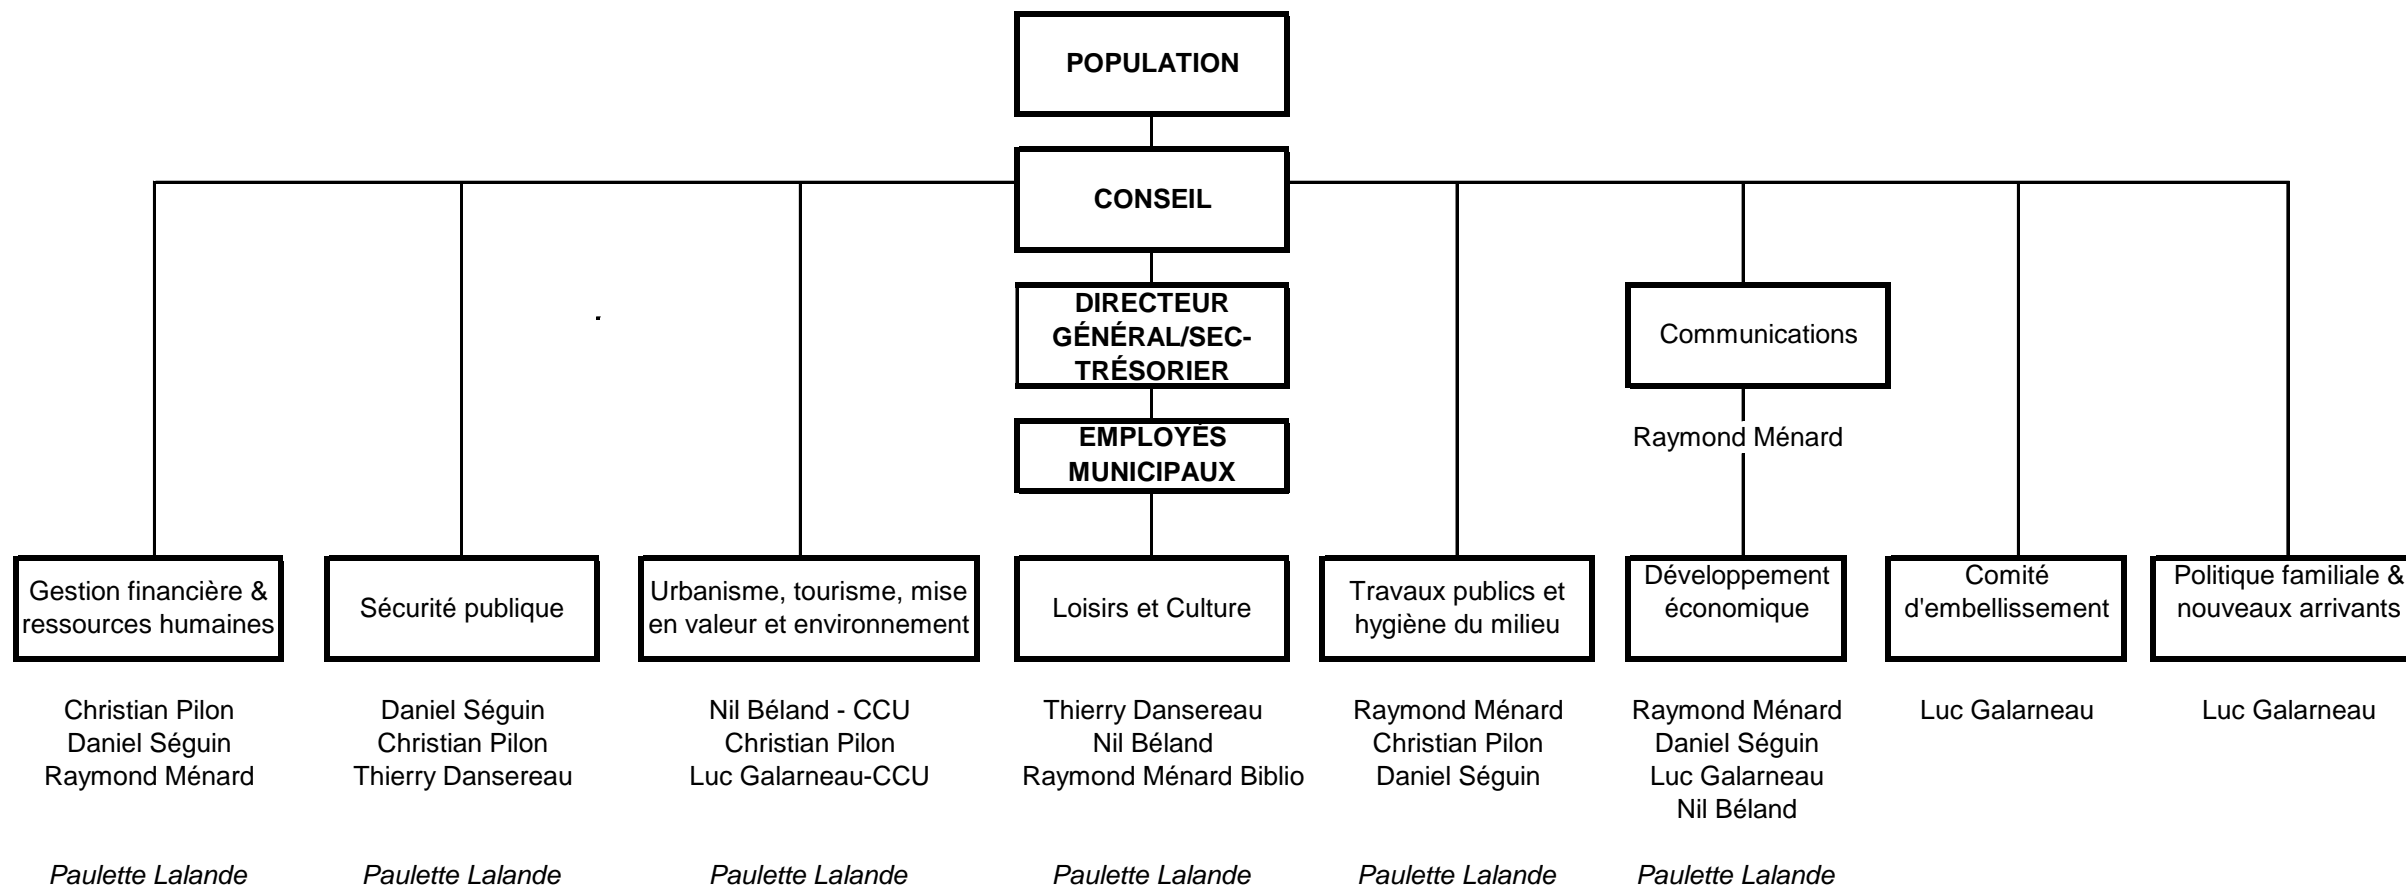 POPULATION
CONSEIL
DIRECTEUR
GÉNÉRAL/SEC-
TRÉSORIER
Communications
EMPLOYÉS
MUNICIPAUX
Raymond Ménard
Gestion financière &
ressources humaines
Sécurité publique
Urbanisme, tourisme, mise
en valeur et environnement
Loisirs et Culture
Travaux publics et
hygiène du milieu
Développement
économique
Comité
d'embellissement
Politique familiale &
nouveaux arrivants
Christian Pilon
Daniel Séguin
Raymond Ménard
Daniel Séguin
Christian Pilon
Thierry Dansereau
Nil Béland - CCU
Christian Pilon
Luc Galarneau-CCU
Thierry Dansereau
Nil Béland
Raymond Ménard Biblio
Raymond Ménard
Christian Pilon
Daniel Séguin
Raymond Ménard
Daniel Séguin
Luc Galarneau
Nil Béland
Luc Galarneau
Luc Galarneau
Paulette Lalande
Paulette Lalande
Paulette Lalande
Paulette Lalande
Paulette Lalande
Paulette Lalande